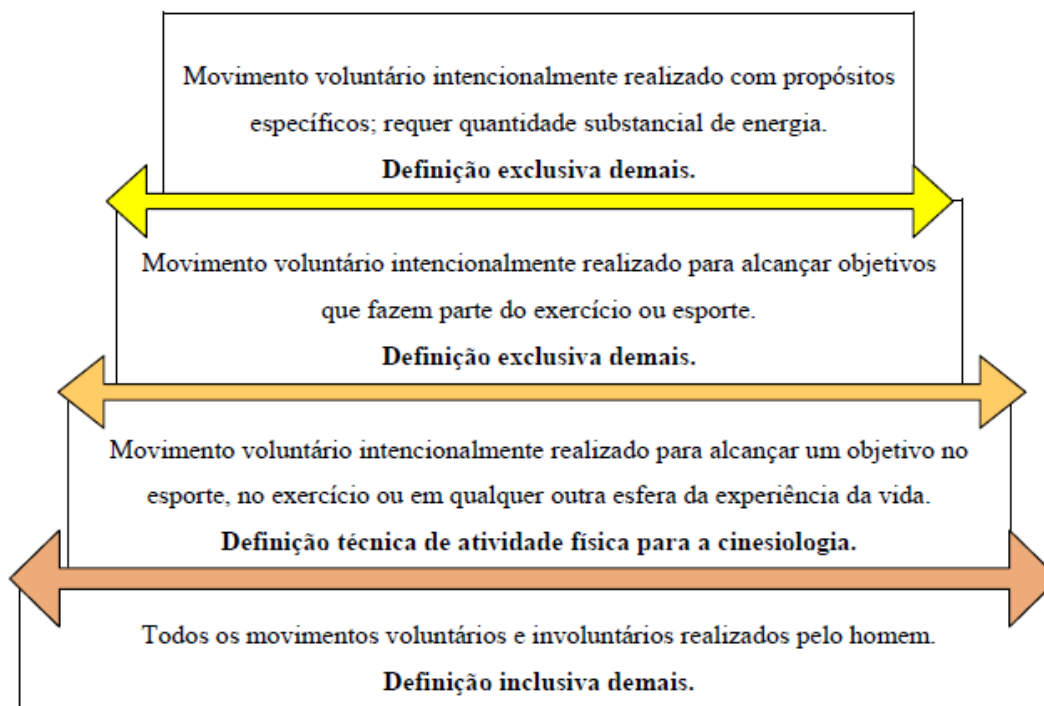 Movimento voluntário intencionalmente realizado com propósitos
específicos; requer quantidade substancial de energia.
Definição exclusiva demais.
Movimento voluntário intencionalmente realizado para alcançar objetivos
que fazem parte do exercício ou esporte.
Definição exclusiva demais.
Movimento voluntário intencionalmente realizado para alcançar um objetivo no
esporte, no exercício ou em qualquer outra esfera da experiência da vida.
Definição técnica de atividade física para a cinesiologia.
Todos os movimentos voluntários e involuntários realizados pelo homem.
Definição inclusiva demais.